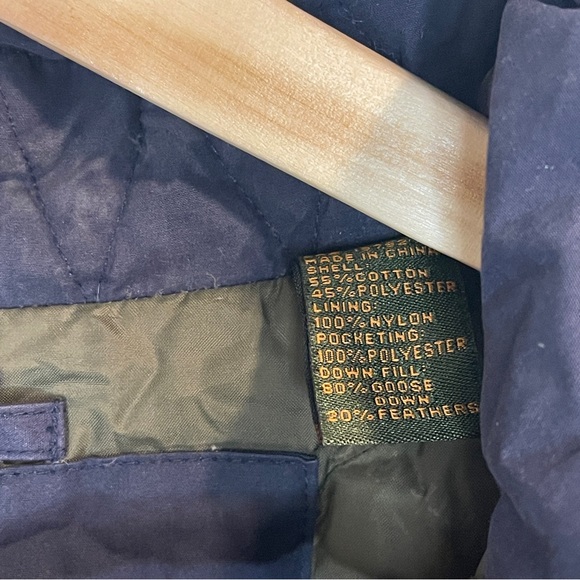 MADE IN CHINA
SHELL:
55% COTTON
45% POLYESTER
LINING:
100% NYLON
POCKETING:
100% POLYESTER
DOWN FILL:
80% GOOSE
DOWN
20% FEATHERS